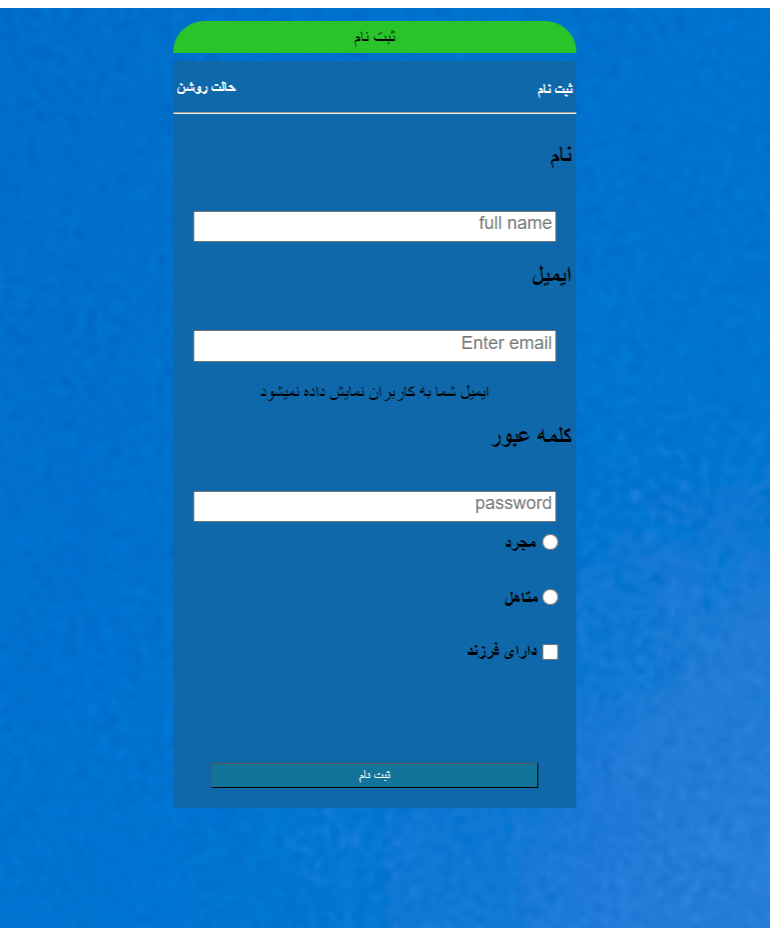 ثبت نام
ثبت نام
حالت روشن
نام
full name
ایمیل
Enter email
ایمیل شما به کاربران نمایش داده نمیشود
کلمه عبور
password
مجرد
متاهل
دارای فرزند
ثبت نام